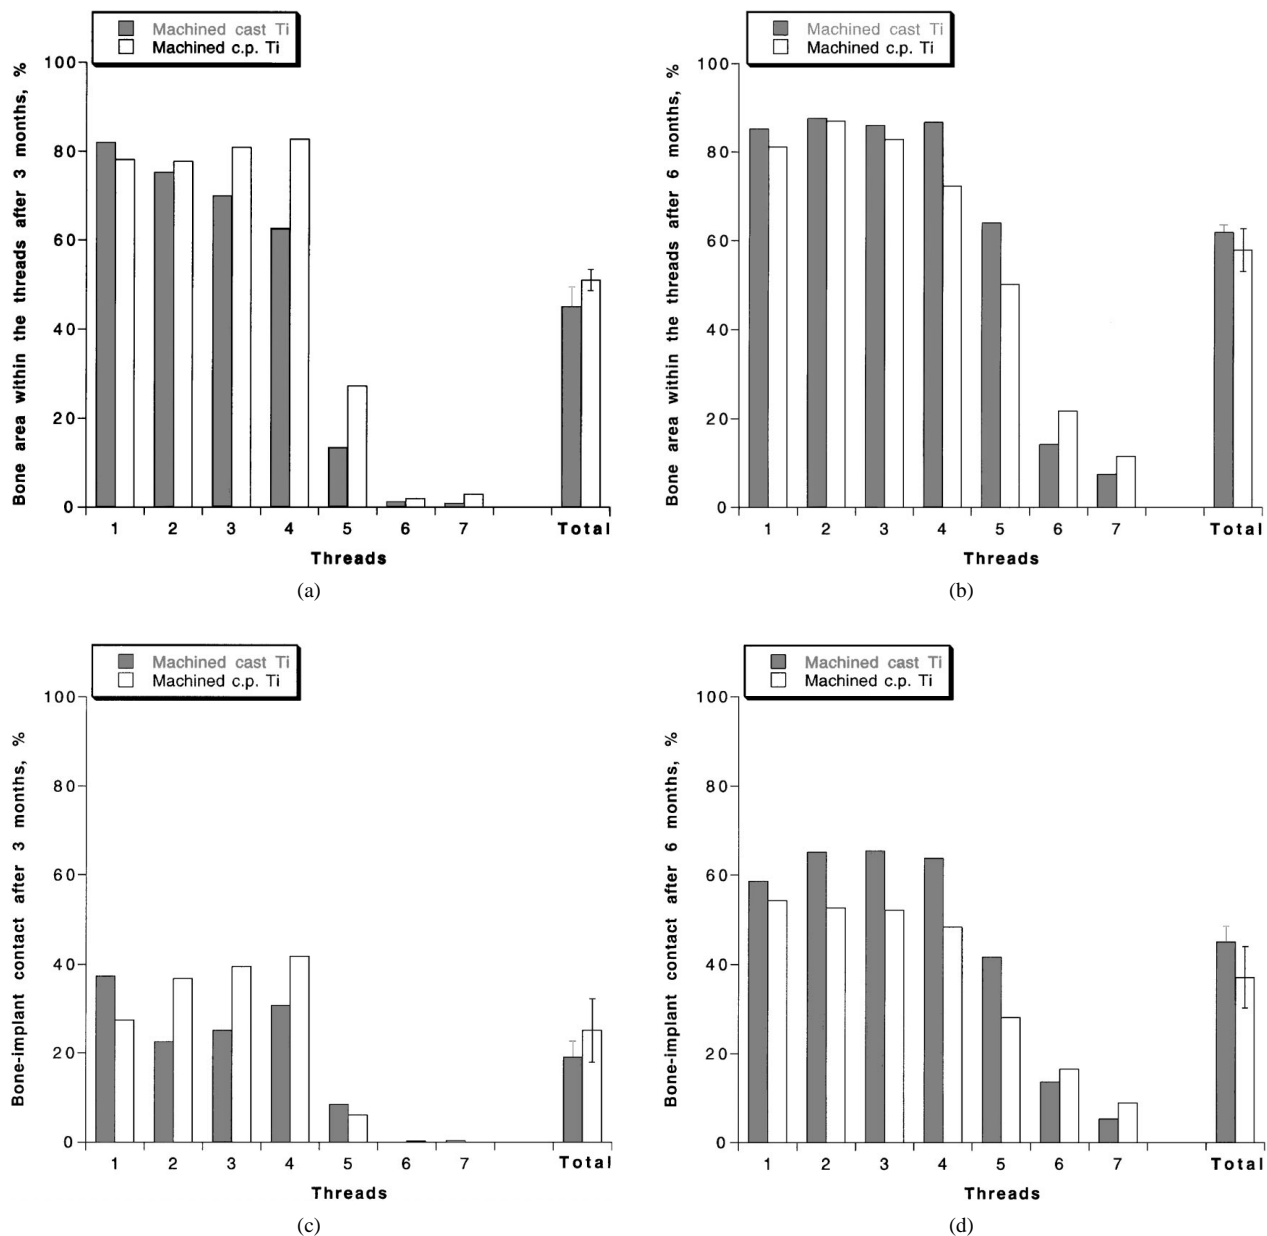 Machined cast Ti
Machined c.p. Ti
Bone area within the threads after 3 months, %
100
80
60
40
20
0
1 2 3 4 5 6 7 Total
Threads
(a)
Machined cast Ti
Machined c.p. Ti
Bone area within the threads after 6 months, %
100
80
60
40
20
0
1 2 3 4 5 6 7 Total
Threads
(b)
Machined cast Ti
Machined c.p. Ti
Bone-implant contact after 3 months, %
100
80
60
40
20
0
1 2 3 4 5 6 7 Total
Threads
(c)
Machined cast Ti
Machined c.p. Ti
Bone-implant contact after 6 months, %
100
80
60
40
20
0
1 2 3 4 5 6 7 Total
Threads
(d)